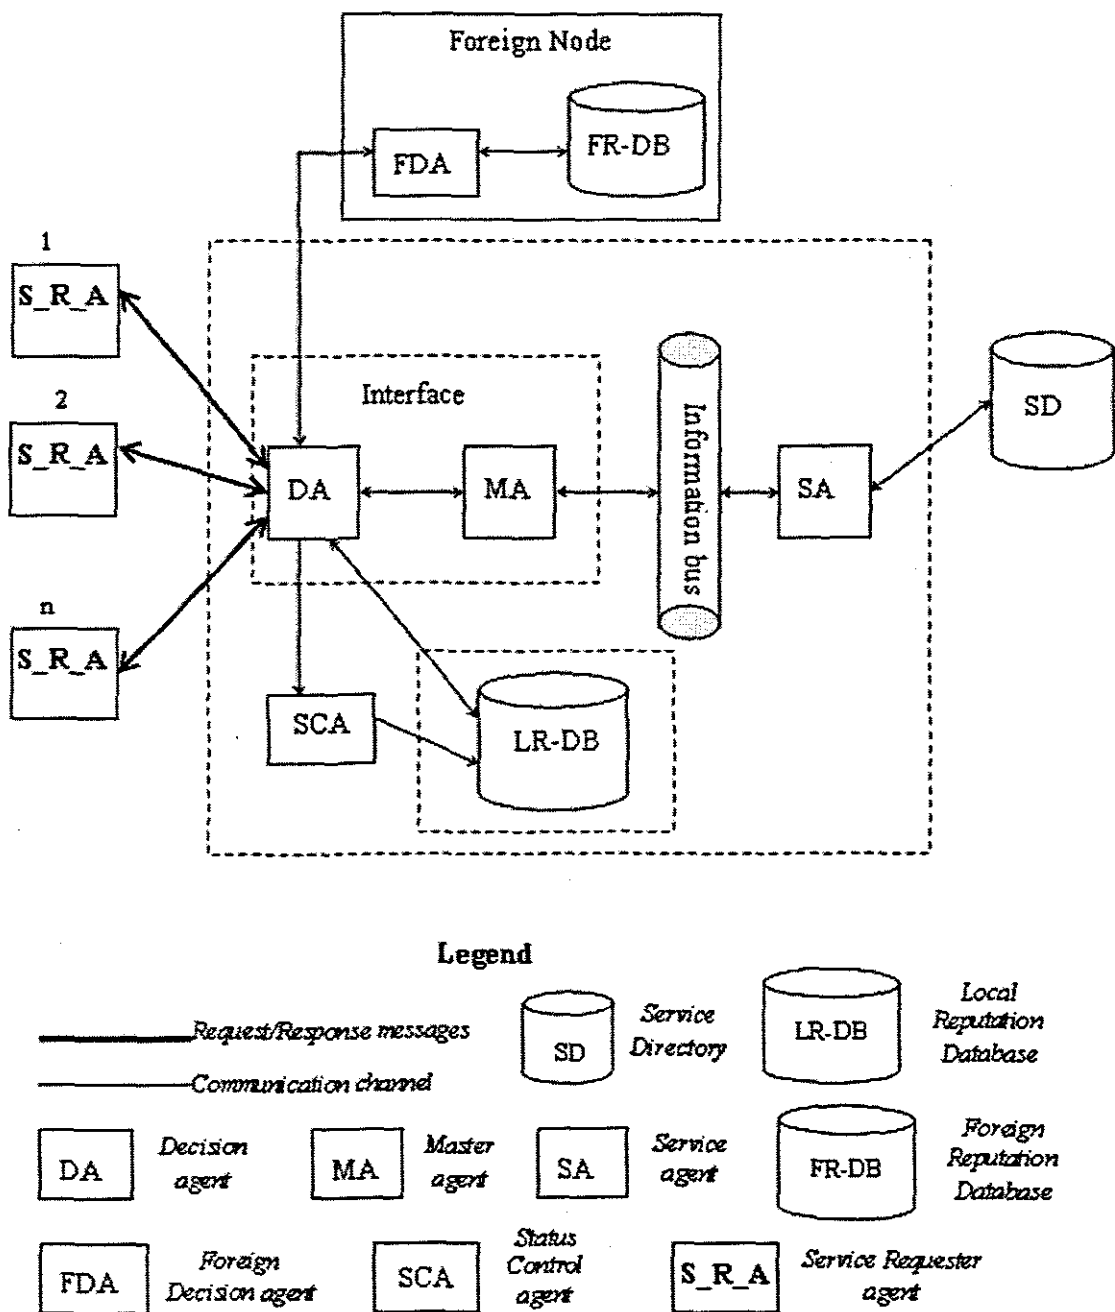 Foreign Node
FDA
FR-DB
1
S_R_A
2
S_R_A
n
S_R_A
Interface
DA
MA
Information bus
SA
SD
SCA
LR-DB
Legend
Request/Response messages
Communication channel
SD
Service
Directory
LR-DB
Local
Reputation
Database
DA
Decision
agent
MA
Master
agent
SA
Service
agent
FR-DB
Foreign
Reputation
Database
FDA
Foreign
Decision agent
SCA
Status
Control
agent
S_R_A
Service Requester
agent